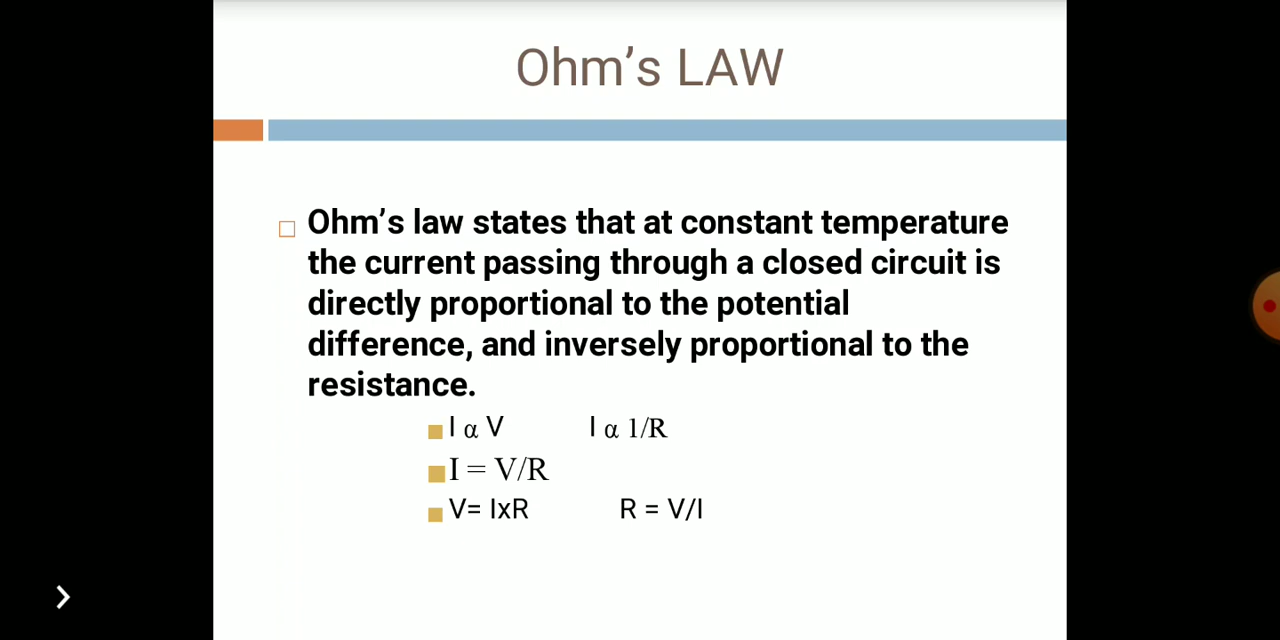 Ohm’s LAW
Ohm’s law states that at constant temperature
the current passing through a closed circuit is
directly proportional to the potential
difference, and inversely proportional to the
resistance.
I α V I α 1/R
I = V/R
V= IxR R = V/I